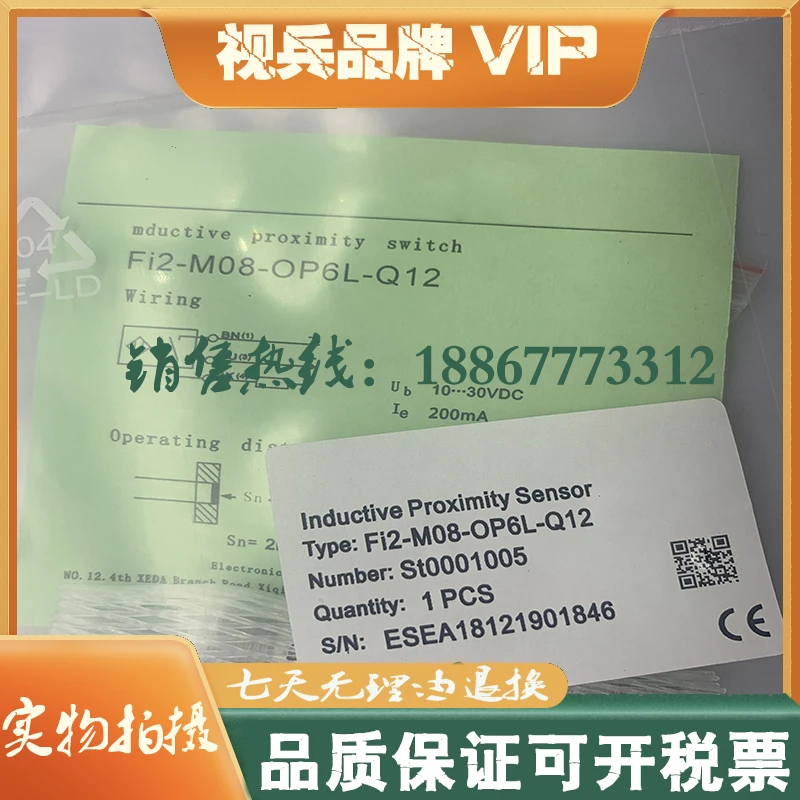 视兵品牌 VIP
04
E-LD
mductive proximity switch
Fi2-M08-OP6L-Q12
Wiring
BN(1)
销售热线：18867773312
Ub 10···30VDC
Ie 200mA
Operating
Sn
Sn= 2
Electronic
NO. 12. 4th XEDA Branch Road Xiqi
Inductive Proximity Sensor
Type: Fi2-M08-OP6L-Q12
Number: St0001005
Quantity: 1 PCS
S/N: ESEA18121901846
CE
七天无理由退换
实物拍摄
品质保证可开税票